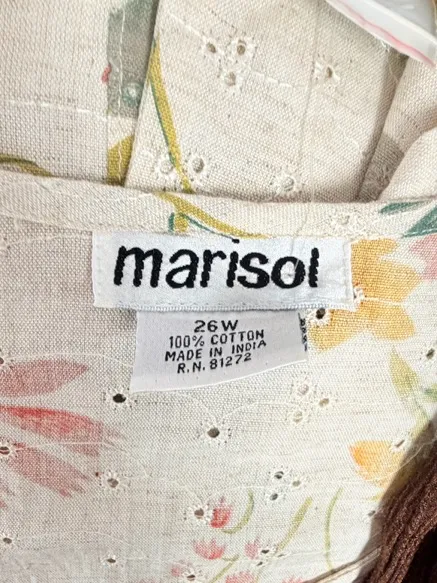 marisol
26W
100% COTTON
MADE IN INDIA
R.N. 81272